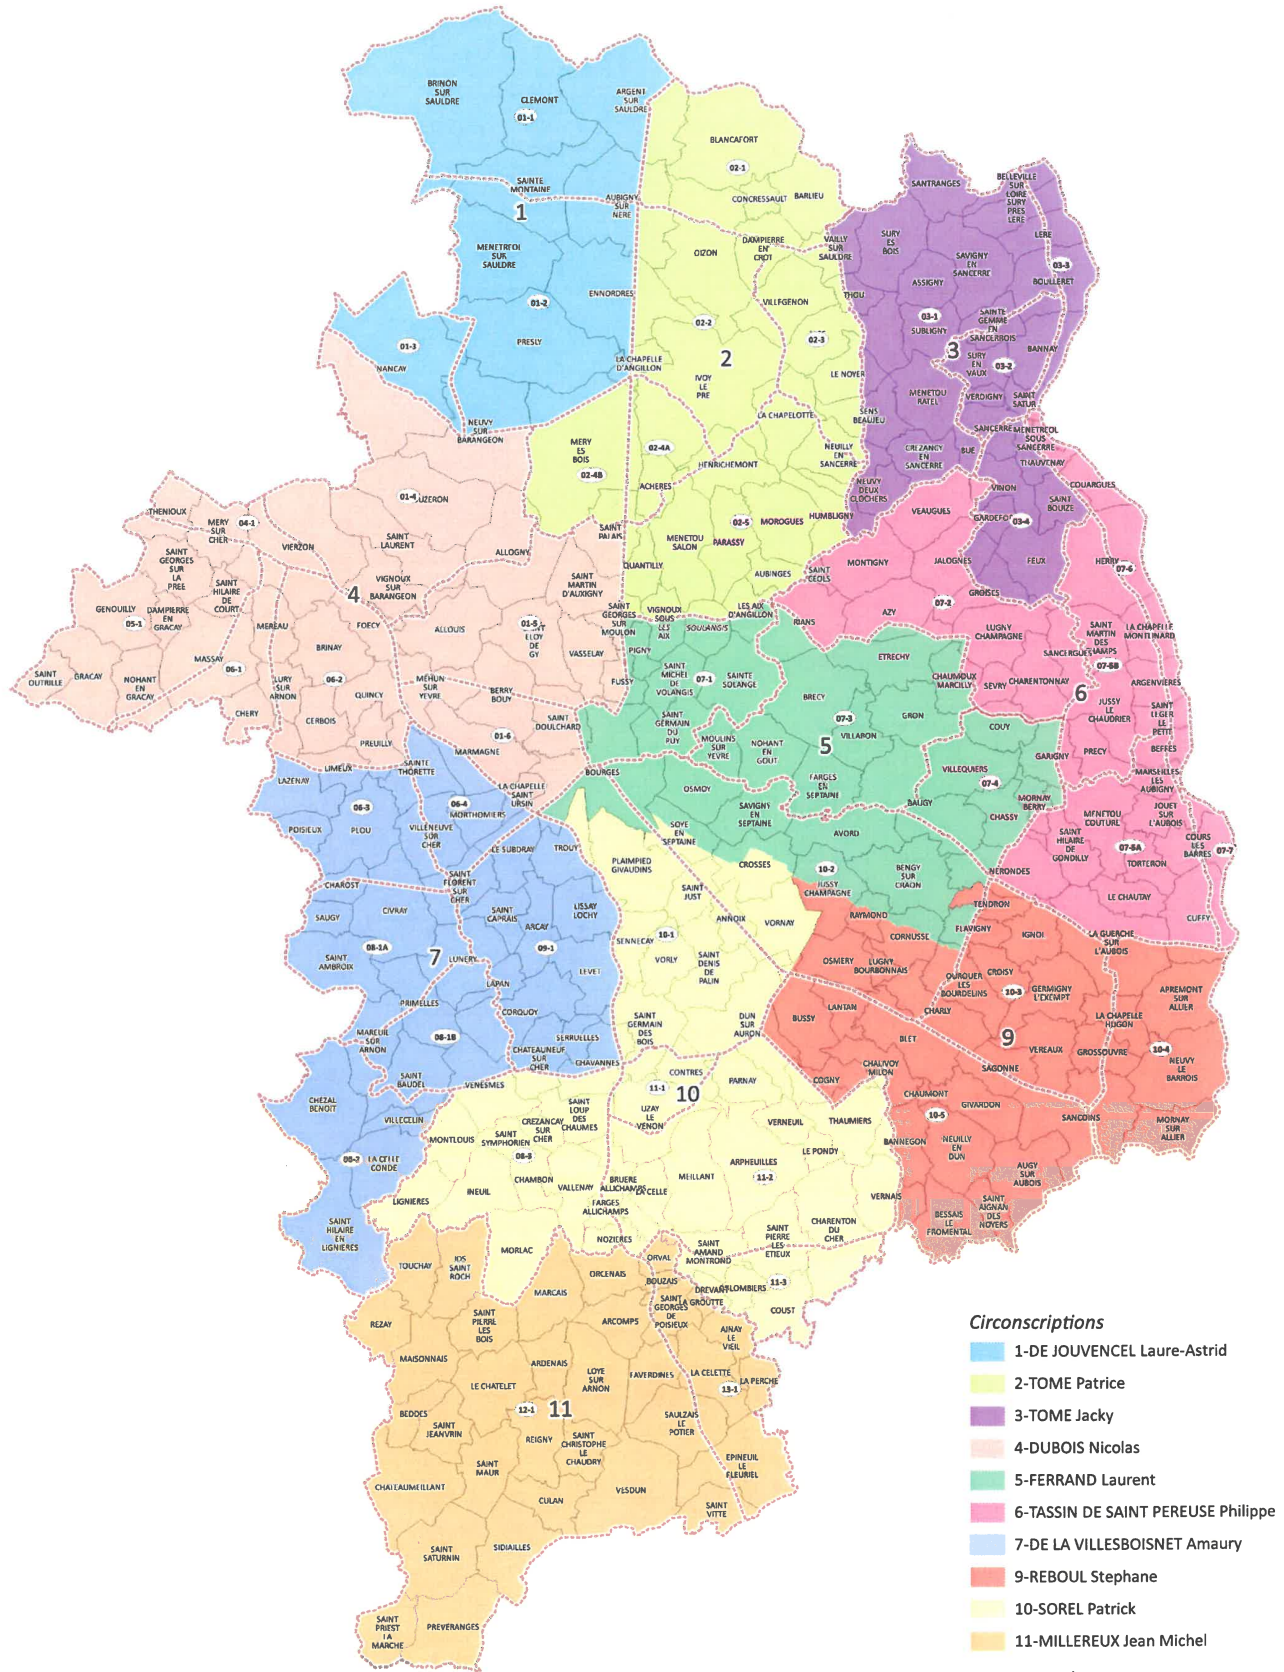 BRINON
SUR
SAULDRE
CLEMONT
01-1
ARGENT
SUR
SAULDRE
BLANCAFORT
02-1
SAINTE
MONTAINE
1
AUBIGNY
SUR
NERE
CONCRESSAULT
BARLIEU
SANTRANGES
BELLEVILLE
SUR
LOIRE
SURY
PRES
LERE
LERE
MENETREOL
SUR
SAULDRE
OIZON
DAMPIERRE
EN
CROT
VAILLY
SUR
SAULDRE
SURY
ES
BOIS
SAVIGNY
EN
SANCERRE
03-3
BOULLERET
ASSIGNY
ENNORDRES
01-2
VILLEGENON
THOU
02-2
02-3
03-1
SUBLIGNY
SAINTE
GEMME
EN
SANCERROIS
PRESLY
01-3
NANCAY
LA CHAPELLE
D'ANGILLON
2
3
SURY
EN
VAUX
03-2
BANNAY
IVOY
LE
PRE
LE NOYER
MENETOU
RATEL
VERDIGNY
SAINT
SATUR
LA CHAPELOTTE
SENS
BEAUJEU
NEUVY
SUR
BARANGEON
SANCERRE
MENETREOL
SOUS
SANCERRE
MERY
ES
BOIS
02-4B
02-4A
HENRICHEMONT
NEUILLY
EN
SANCERRE
CREZANCY
EN
SANCERRE
BUE
THAUVENAY
ACHERES
NEUVY
DEUX
CLOCHERS
VINON
COUARGUES
01-4
THENIOUX
MERY
SUR
CHER
04-1
VIERZON
SAINT
LAURENT
ALLOGNY
SAINT
PALAIS
02-5
MOROGUES
HUMBLIGNY
VEAUGUES
03-4
SAINT
BOUIZE
MENETOU
SALON
PARASSY
SAINT
GEORGES
SUR
LA
PREE
VIGNOUX
SUR
BARANGEON
SAINT
MARTIN
D'AUXIGNY
QUANTILLY
AUBINGES
SAINT
CEOLS
MONTIGNY
JALOGNES
FEUX
HERRY
07-6
GENOUILLY
05-1
DAMPIERRE
EN
GRACAY
SAINT
HILAIRE
DE
COURT
4
MEREAU
FOECY
ALLOUIS
01-5
ELOY
DE
GY
VASSELAY
SAINT
GEORGES
SUR
MOULON
VIGNOUX
SOUS
LES
AIX
SOULANGIS
LES AIX
D'ANGILLON
RIANS
AZY
07-2
GROISES
LUGNY
CHAMPAGNE
SAINT
MARTIN
DES
CHAMPS
LA CHAPELLE
MONTLINARD
SAINT
OUTRILLE
GRACAY
NOHANT
EN
GRACAY
MASSAY
06-1
CHERY
LURY
SUR
ARNON
BRINAY
06-2
QUINCY
CERBOIS
PREUILLY
MEHUN
SUR
YEVRE
BERRY
BOUY
01-6
MARMAGNE
SAINT
DOULCHARD
FUSSY
PIGNY
SAINT
MICHEL
DE
VOLANGIS
07-1
SAINTE
SOLANGE
SAINT
GERMAIN
DU
PUY
MOULINS
SUR
YEVRE
NOHANT
EN
GOUT
BRECY
07-3
VILLABON
5
GRON
ETRECHY
CHAUMOUX
MARCILLY
SEVRY
CHARENTONNAY
SANCERGUES
07-5B
6
JUSSY
LE
CHAUDRIER
ARGENVIERES
SAINT
LEGER
LE
PETIT
BEFFES
COUY
GARIGNY
PRECY
MARSEILLES
LES
AUBIGNY
LAZENAY
LIMEUX
SAINTE
THORETTE
LA CHAPELLE
SAINT
URSIN
BOURGES
OSMOY
FARGES
EN
SEPTAINE
BAUGY
VILLEQUIERS
07-4
MORNAY
BERRY
CHASSY
MENETOU
COUTURE
JOUET
SUR
L'AUBOIS
06-3
POISIEUX
PLOU
06-4
MORTHOMIERS
VILLENEUVE
SUR
CHER
LE SUBDRAY
TROUY
SOYE
EN
SEPTAINE
SAVIGNY
EN
SEPTAINE
AVORD
SAINT
HILAIRE
DE
GONDILLY
07-5A
TORTERON
COURS
LES
BARRES
07-7
CHAROST
SAINT
FLORENT
SUR
CHER
PLAIMPIED
GIVAUDINS
CROSSES
10-2
JUSSY
CHAMPAGNE
BENGY
SUR
CRAON
NERONDES
LE CHAUTAY
CUFFY
SAUGY
CIVRAY
SAINT
CAPRAIS
LISSAY
LOCHY
ARCAY
SAINT
JUST
ANNOIX
VORNAY
RAYMOND
CORNUSSE
TENDRON
FLAVIGNY
IGNOL
LA GUERCHE
SUR
L'AUBOIS
08-1A
7
LUNERY
09-1
LEVET
SENNECAY
10-1
VORLY
SAINT
DENIS
DE
PALIN
OSMERY
LUGNY
BOURBONNAIS
OUROUER
LES
BOURDELINS
CROISY
10-3
GERMIGNY
L'EXEMPT
APREMONT
SUR
ALLIER
SAINT
AMBROIX
PRIMELLES
LAPAN
CORQUOY
SERRUELLES
SAINT
GERMAIN
DES
BOIS
DUN
SUR
AURON
BUSSY
LANTAN
CHARLY
BLET
9
VEREAUX
LA CHAPELLE
HUGON
GROSSOUVRE
10-4
NEUVY
LE
BARROIS
MAREUIL
SUR
ARNON
08-1B
CHATEAUNEUF
SUR
CHER
CHAVANNES
SAINT
BAUDEL
VENESMES
11-1
CONTRES
10
PARNAY
COGNY
CHALIVOY
MILON
SAGONNE
CHEZAL
BENOIT
VILLECELIN
MONTLOUIS
SAINT
SYMPHORIEN
CREZANCAY
SUR
CHER
SAINT
LOUP
DES
CHAUMES
08-3
UZAY
LE
VENON
VERNEUIL
THAUMIERS
CHAUMONT
10-5
GIVARDON
SANCOINS
MORNAY
SUR
ALLIER
08-2
LA CELLE
CONDE
LIGNIERES
INEUIL
CHAMBON
VALLENAY
BRUERE
ALLICHAMPS
LA CELLE
FARGES
ALLICHAMPS
MEILLANT
ARPHEUILLES
11-2
LE PONDY
BANNEGON
NEUILLY
EN
DUN
AUGY
SUR
AUBOIS
VERNAIS
SAINT
HILAIRE
EN
LIGNIERES
MORLAC
NOZIERES
SAINT
AMAND
MONTROND
SAINT
PIERRE
LES
ETIEUX
CHARENTON
DU
CHER
BESSAIS
LE
FROMENTAL
SAINT
AIGNAN
DES
NOYERS
TOUCHAY
IDS
SAINT
ROCH
MARCAIS
ORCENAIS
ORVAL
BOUZAIS
DREVANT
COLOMBIERS
11-3
COUST
LA GROUTTE
SAINT
GEORGES
DE
POISIEUX
REZAY
SAINT
PIERRE
LES
BOIS
ARCOMPS
AINAY
LE
VIEIL
MAISONNAIS
LE CHATELET
ARDENAIS
LOYE
SUR
ARNON
FAVERDINES
LA CELETTE
13-1
LA PERCHE
BEDDES
SAINT
JEANVRIN
12-1
11
REIGNY
SAINT
CHRISTOPHE
LE
CHAUDRY
SAULZAIS
LE
POTIER
SAINT
MAUR
EPINEUIL
LE
FLEURIEL
CHATEAUMEILLANT
CULAN
VESDUN
SAINT
VITTE
SAINT
SATURNIN
SIDIAILLES
SAINT
PRIEST
LA
MARCHE
PREVERANGES
Circonscriptions
1-DE JOUVENCEL Laure-Astrid
2-TOME Patrice
3-TOME Jacky
4-DUBOIS Nicolas
5-FERRAND Laurent
6-TASSIN DE SAINT PEREUSE Philippe
7-DE LA VILLESBOISNET Amaury
9-REBOUL Stephane
10-SOREL Patrick
11-MILLEREUX Jean Michel